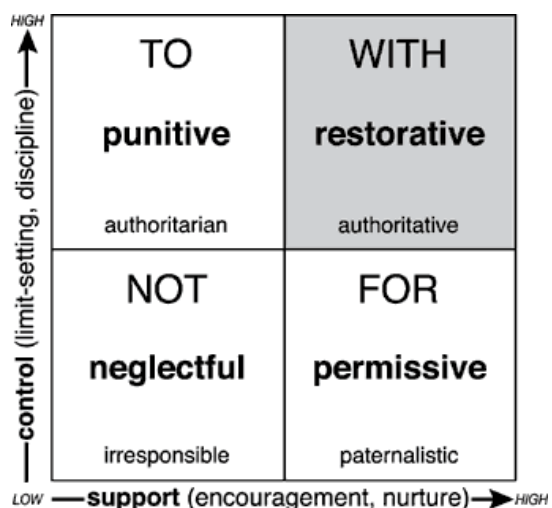 HIGH
TO
WITH
punitive
restorative
authoritarian
authoritative
NOT
FOR
neglectful
permissive
irresponsible
paternalistic
control (limit-setting, discipline)
LOW
support (encouragement, nurture)
HIGH